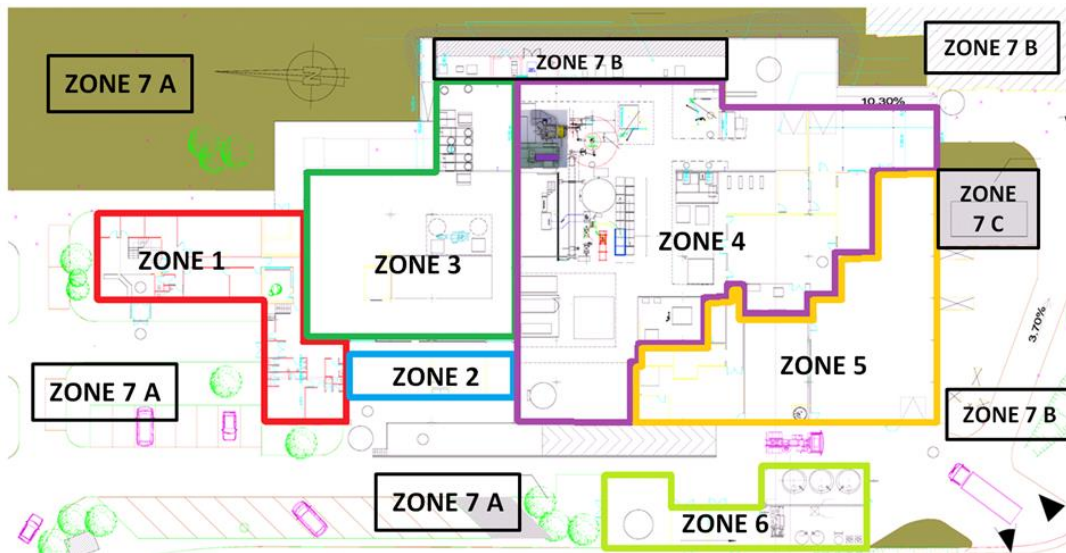 ZONE 7 B
ZONE 7 B
ZONE 7 A
N
10.30%
ZONE
7 C
ZONE 1
ZONE 3
ZONE 4
3.70%
ZONE 2
ZONE 5
ZONE 7 A
ZONE 7 B
ZONE 7 A
ZONE 6